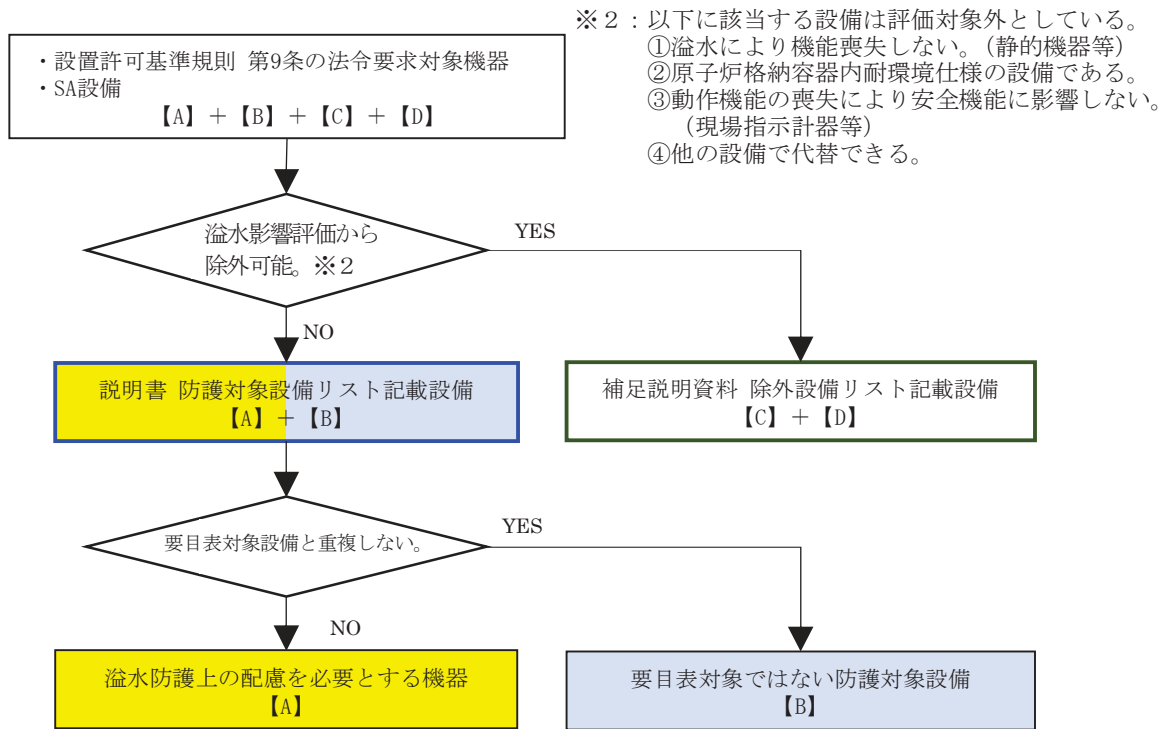 ※２：以下に該当する設備は評価対象外としている。
①溢水により機能喪失しない。(静的機器等)
②原子炉格納容器内耐環境仕様の設備である。
③動作機能の喪失により安全機能に影響しない。
(現場指示計器等)
④他の設備で代替できる。
・設置許可基準規則 第9条の法令要求対象機器
・SA設備
【A】＋【B】＋【C】＋【D】
溢水影響評価から
除外可能。※２
YES
NO
説明書 防護対象設備リスト記載設備
【A】＋【B】
補足説明資料 除外設備リスト記載設備
【C】＋【D】
要目表対象設備と重複しない。
YES
NO
溢水防護上の配慮を必要とする機器
【A】
要目表対象ではない防護対象設備
【B】